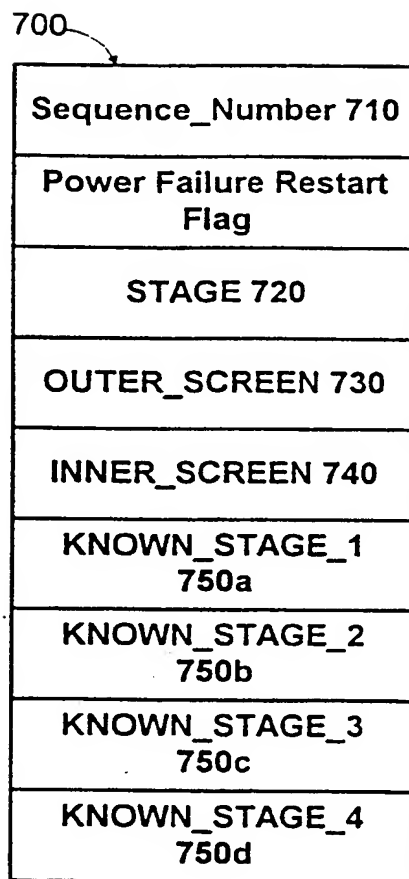 700
Sequence_Number 710
Power Failure Restart
Flag
STAGE 720
OUTER_SCREEN 730
INNER_SCREEN 740
KNOWN_STAGE_1
750a
KNOWN_STAGE_2
750b
KNOWN_STAGE_3
750c
KNOWN_STAGE_4
750d